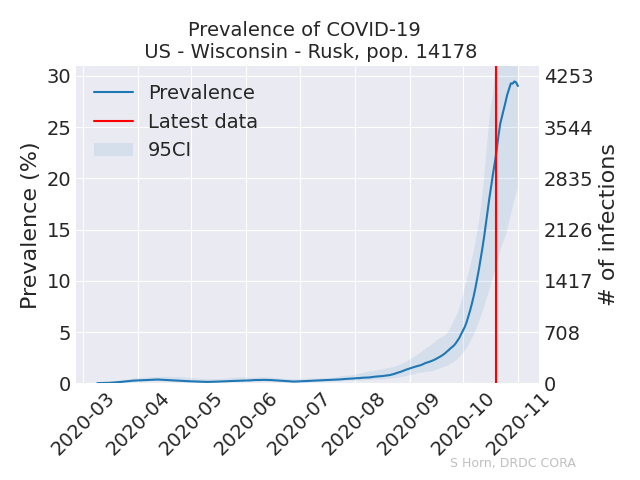 Prevalence of COVID-19
US - Wisconsin - Rusk, pop. 14178
Prevalence (%)
30
25
20
15
10
5
0
Prevalence
Latest data
95CI
4253
3544
2835
2126
1417
708
0
# of infections
2020-03
2020-04
2020-05
2020-06
2020-07
2020-08
2020-09
2020-10
2020-11
S Horn, DRDC CORA